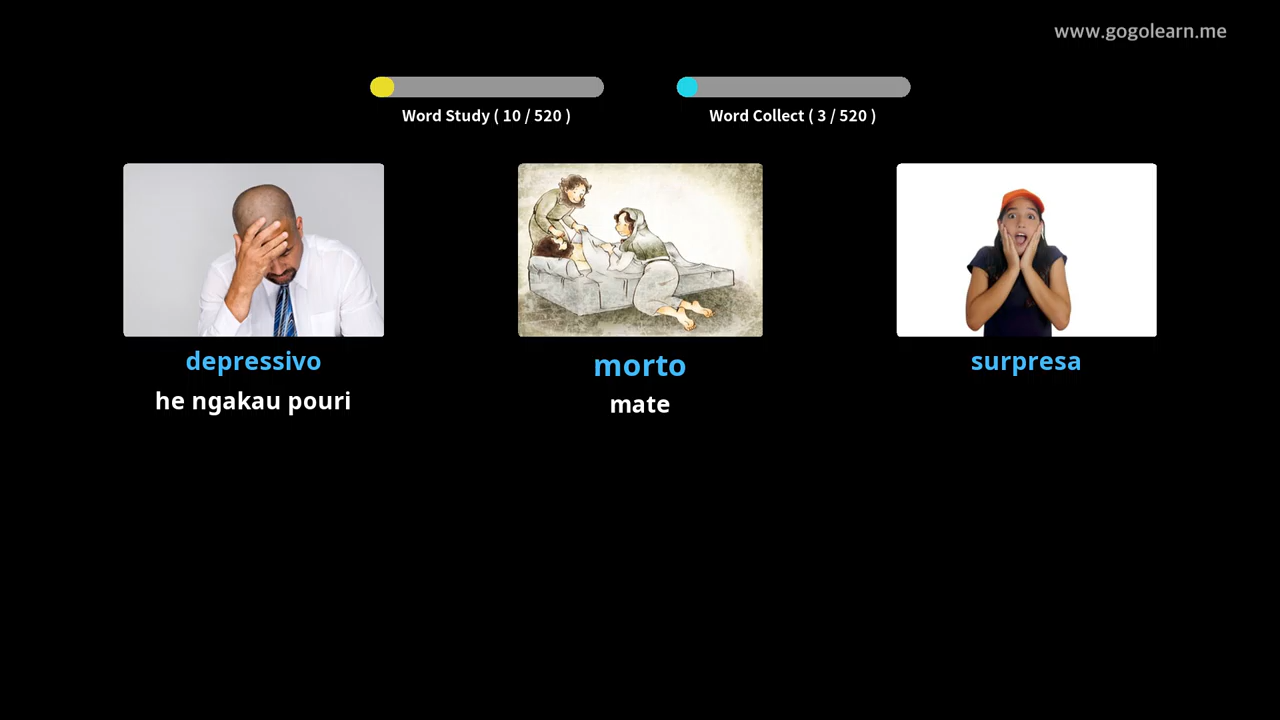 www.gogolearn.me
Word Study ( 10 / 520 )
Word Collect ( 3 / 520 )
depressivo
he ngakau pouri
morto
mate
surpresa